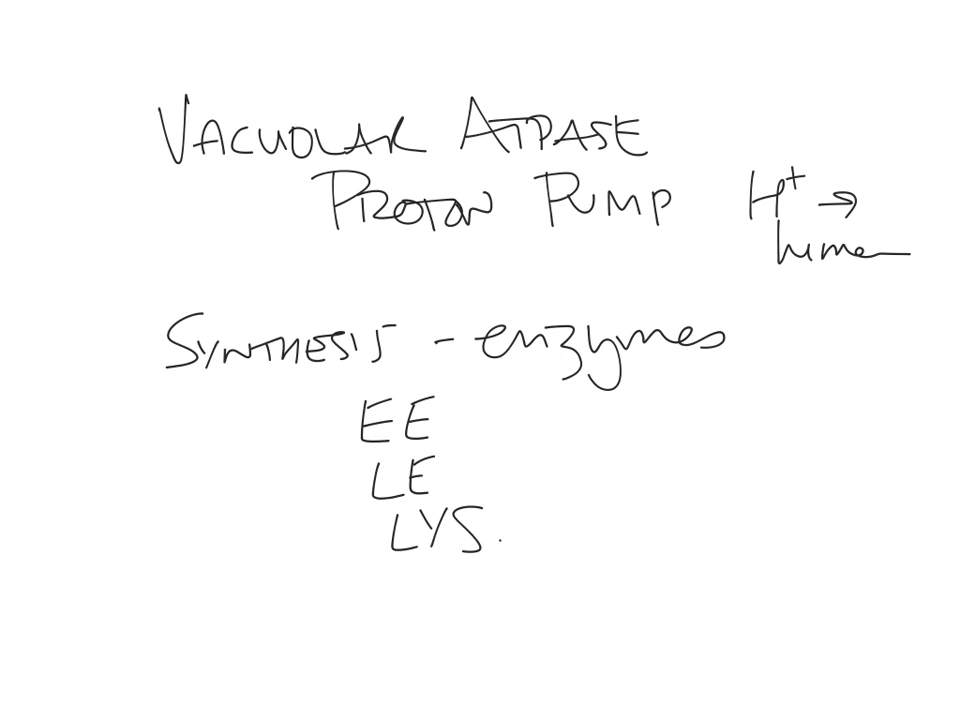 VACUOLAR ATPASE
PROTON PUMP H+ →
lumen
SYNTHESIS - enzymes
EE
LE
LYS.